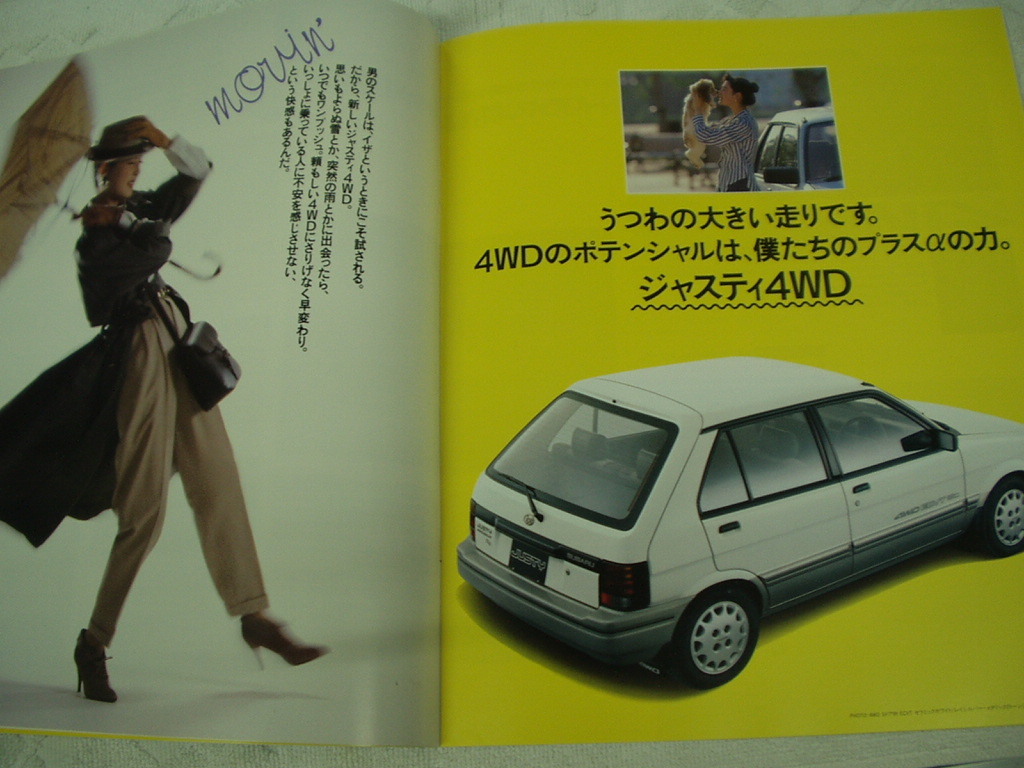 movin'
男のスケールは、イザというときにこそ試される。
だから、新しいジャスティ4WD。
思いもよらぬ雪とか、突然の雨とかに出会ったら、
いつでもワンプッシュ。頼もしい4WDにさりげなく早変わり。
いっしょに乗っている人に不安を感じさせない、
という快感もあるんだ。
うつわの大きい走りです。
4WDのポテンシャルは、僕たちのプラスαの力。
ジャスティ4WD
JUSTY
SUBARU
4WD